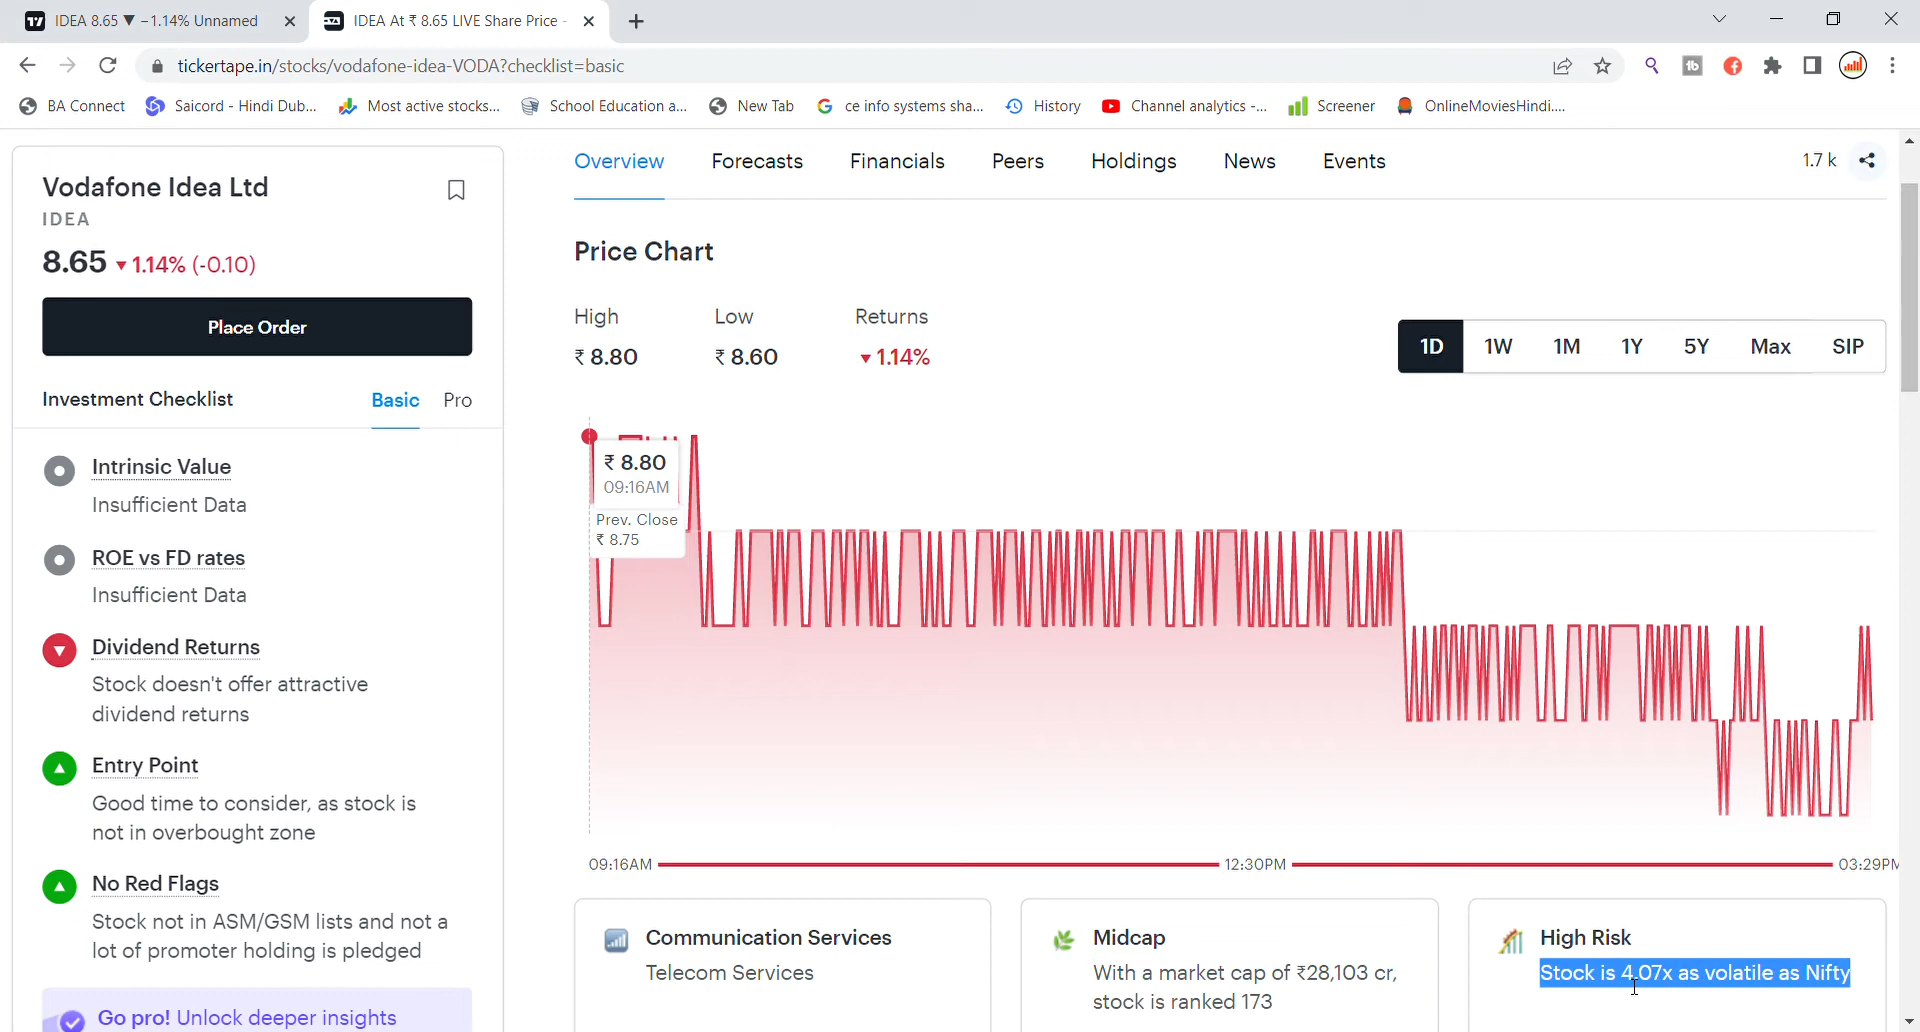 IDEA 8.65 ▼ −1.14% Unnamed
IDEA At ₹ 8.65 LIVE Share Price -
tickertape.in/stocks/vodafone-idea-VODA?checklist=basic
BA Connect
Saicord - Hindi Dub...
Most active stocks...
School Education a...
New Tab
ce info systems sha...
History
Channel analytics -...
Screener
OnlineMoviesHindi....
Vodafone Idea Ltd
IDEA
8.65 ▼ 1.14% (-0.10)
Place Order
Investment Checklist
Basic
Pro
Intrinsic Value
Insufficient Data
ROE vs FD rates
Insufficient Data
Dividend Returns
Stock doesn't offer attractive
dividend returns
Entry Point
Good time to consider, as stock is
not in overbought zone
No Red Flags
Stock not in ASM/GSM lists and not a
lot of promoter holding is pledged
Go pro! Unlock deeper insights
Overview
Forecasts
Financials
Peers
Holdings
News
Events
1.7 k
Price Chart
High
Low
Returns
₹ 8.80
₹ 8.60
▼ 1.14%
1D
1W
1M
1Y
5Y
Max
SIP
₹ 8.80
09:16AM
Prev. Close
₹ 8.75
09:16AM
12:30PM
03:29PM
Communication Services
Telecom Services
Midcap
With a market cap of ₹28,103 cr,
stock is ranked 173
High Risk
Stock is 4.07x as volatile as Nifty